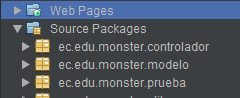 Web Pages
Source Packages
ec.edu.monster.controlador
ec.edu.monster.modelo
ec.edu.monster.prueba